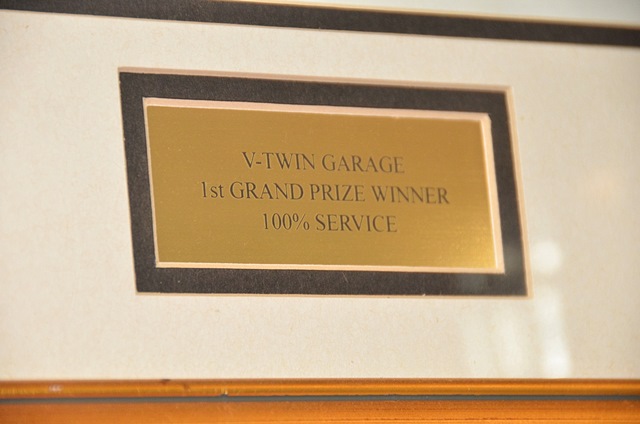 V-TWIN GARAGE
1st GRAND PRIZE WINNER
100% SERVICE